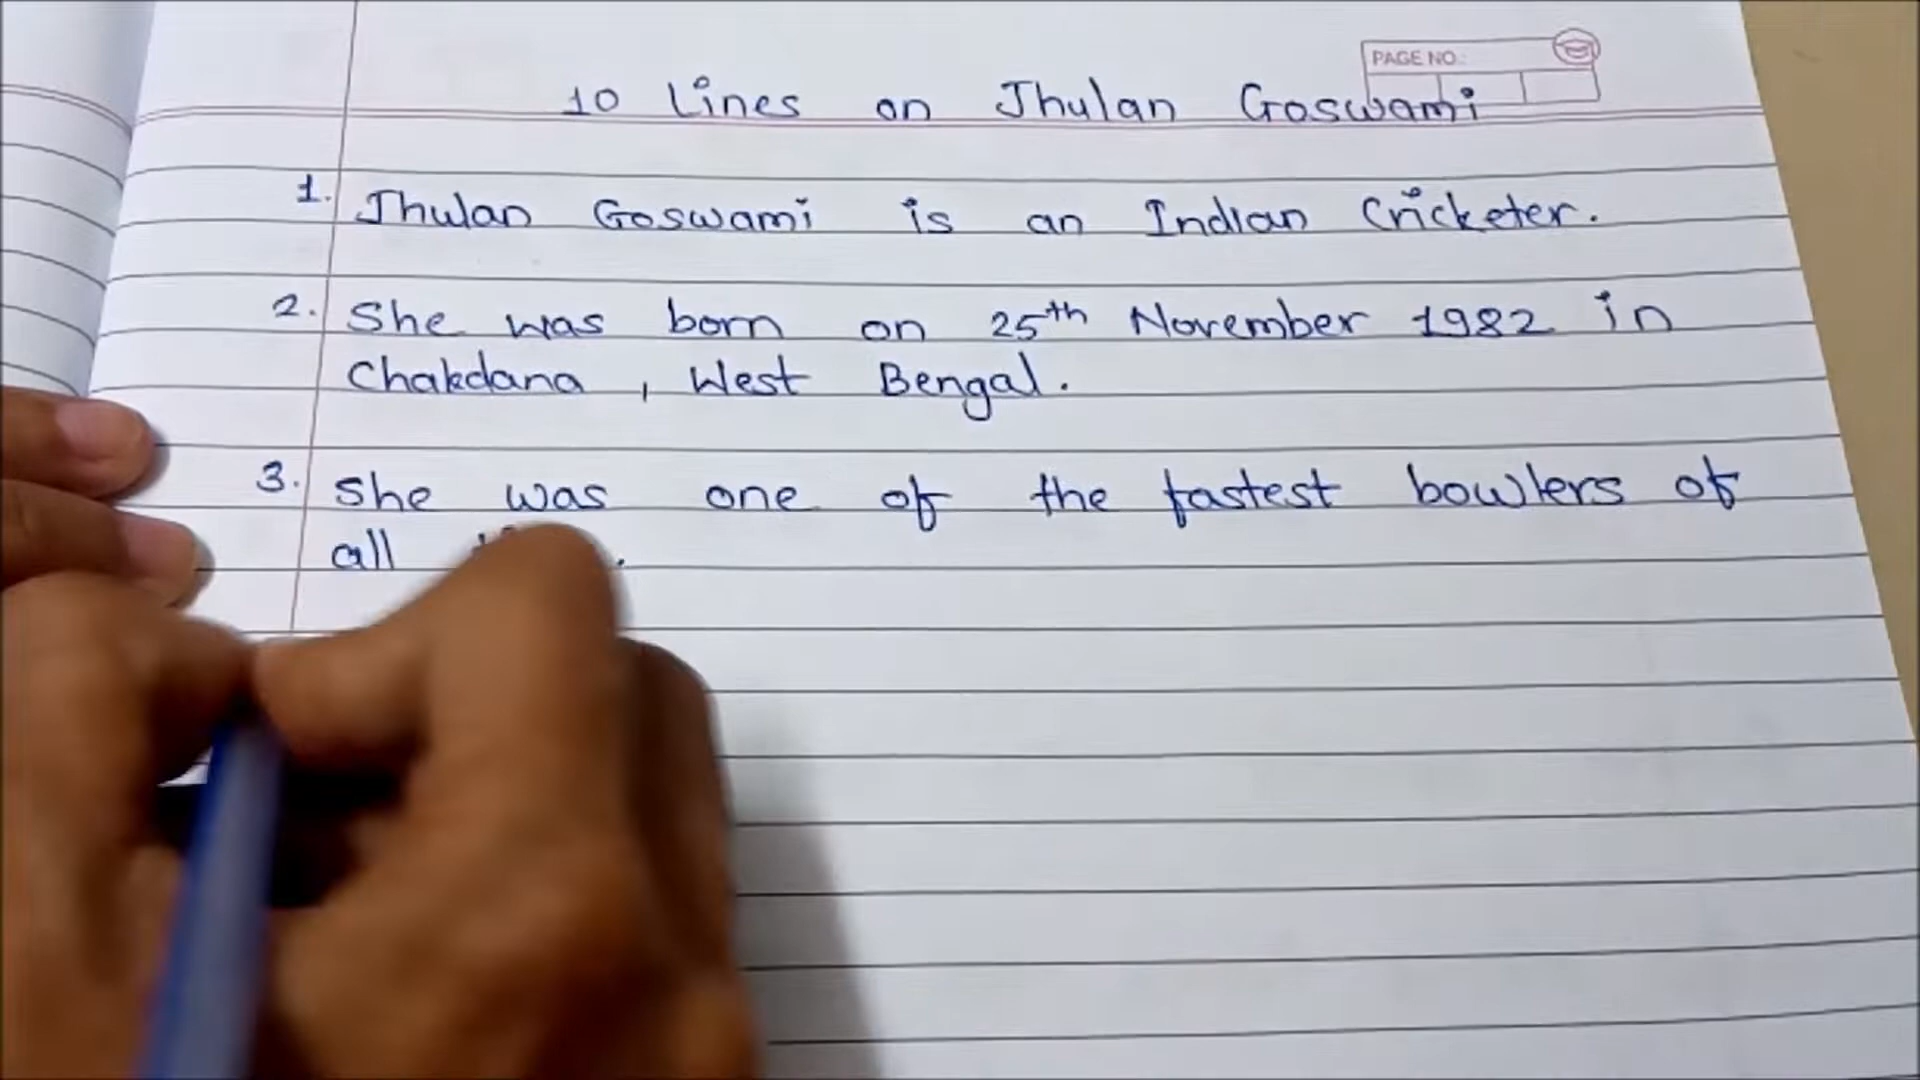 PAGE NO.:
10 Lines on Jhulan Goswami
1. Jhulan Goswami is an Indian Cricketer.
2. She was born on 25th November 1982 in
Chakdana, West Bengal.
3. She was one of the fastest bowlers of
all